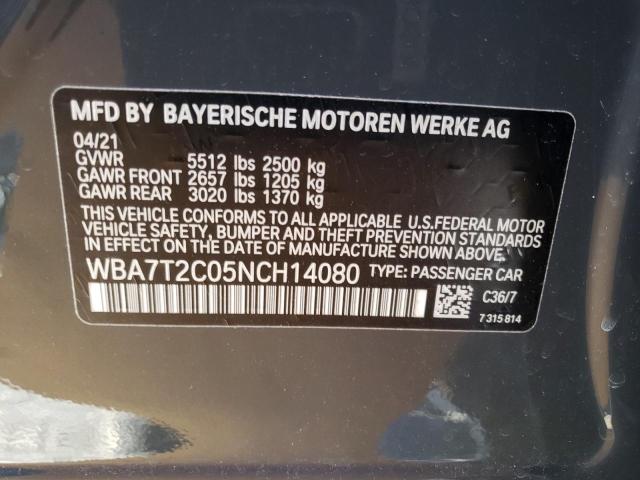 MFD BY BAYERISCHE MOTOREN WERKE AG
04/21
GVWR 5512 lbs 2500 kg
GAWR FRONT 2657 lbs 1205 kg
GAWR REAR 3020 lbs 1370 kg
THIS VEHICLE CONFORMS TO ALL APPLICABLE U.S.FEDERAL MOTOR
VEHICLE SAFETY, BUMPER AND THEFT PREVENTION STANDARDS
IN EFFECT ON THE DATE OF MANUFACTURE SHOWN ABOVE.
WBA7T2C05NCH14080 TYPE: PASSENGER CAR
C36/7
7 315 814